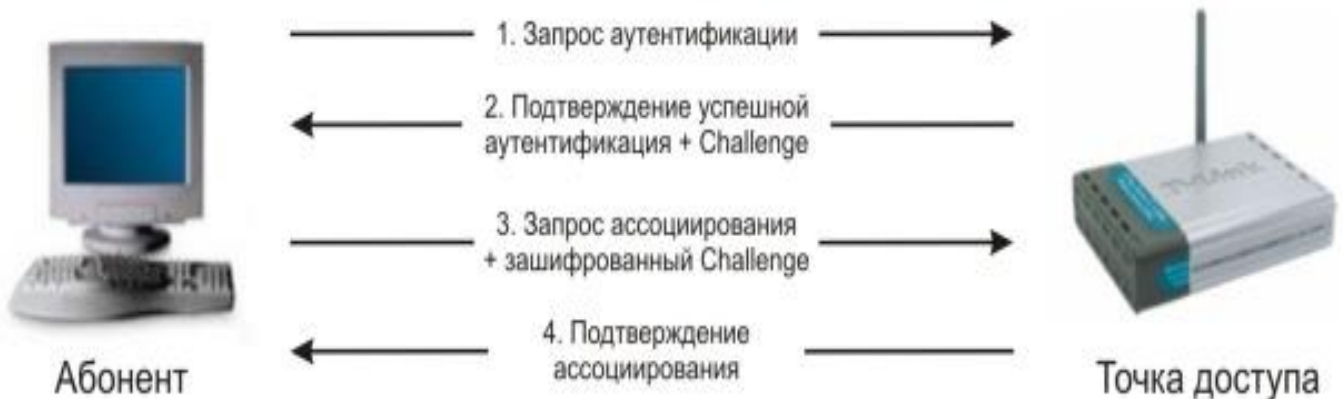 1. Запрос аутентификации
2. Подтверждение успешной
аутентификация + Challenge
3. Запрос ассоциирования
+ зашифрованный Challenge
4. Подтверждение
ассоциирования
Абонент
Точка доступа